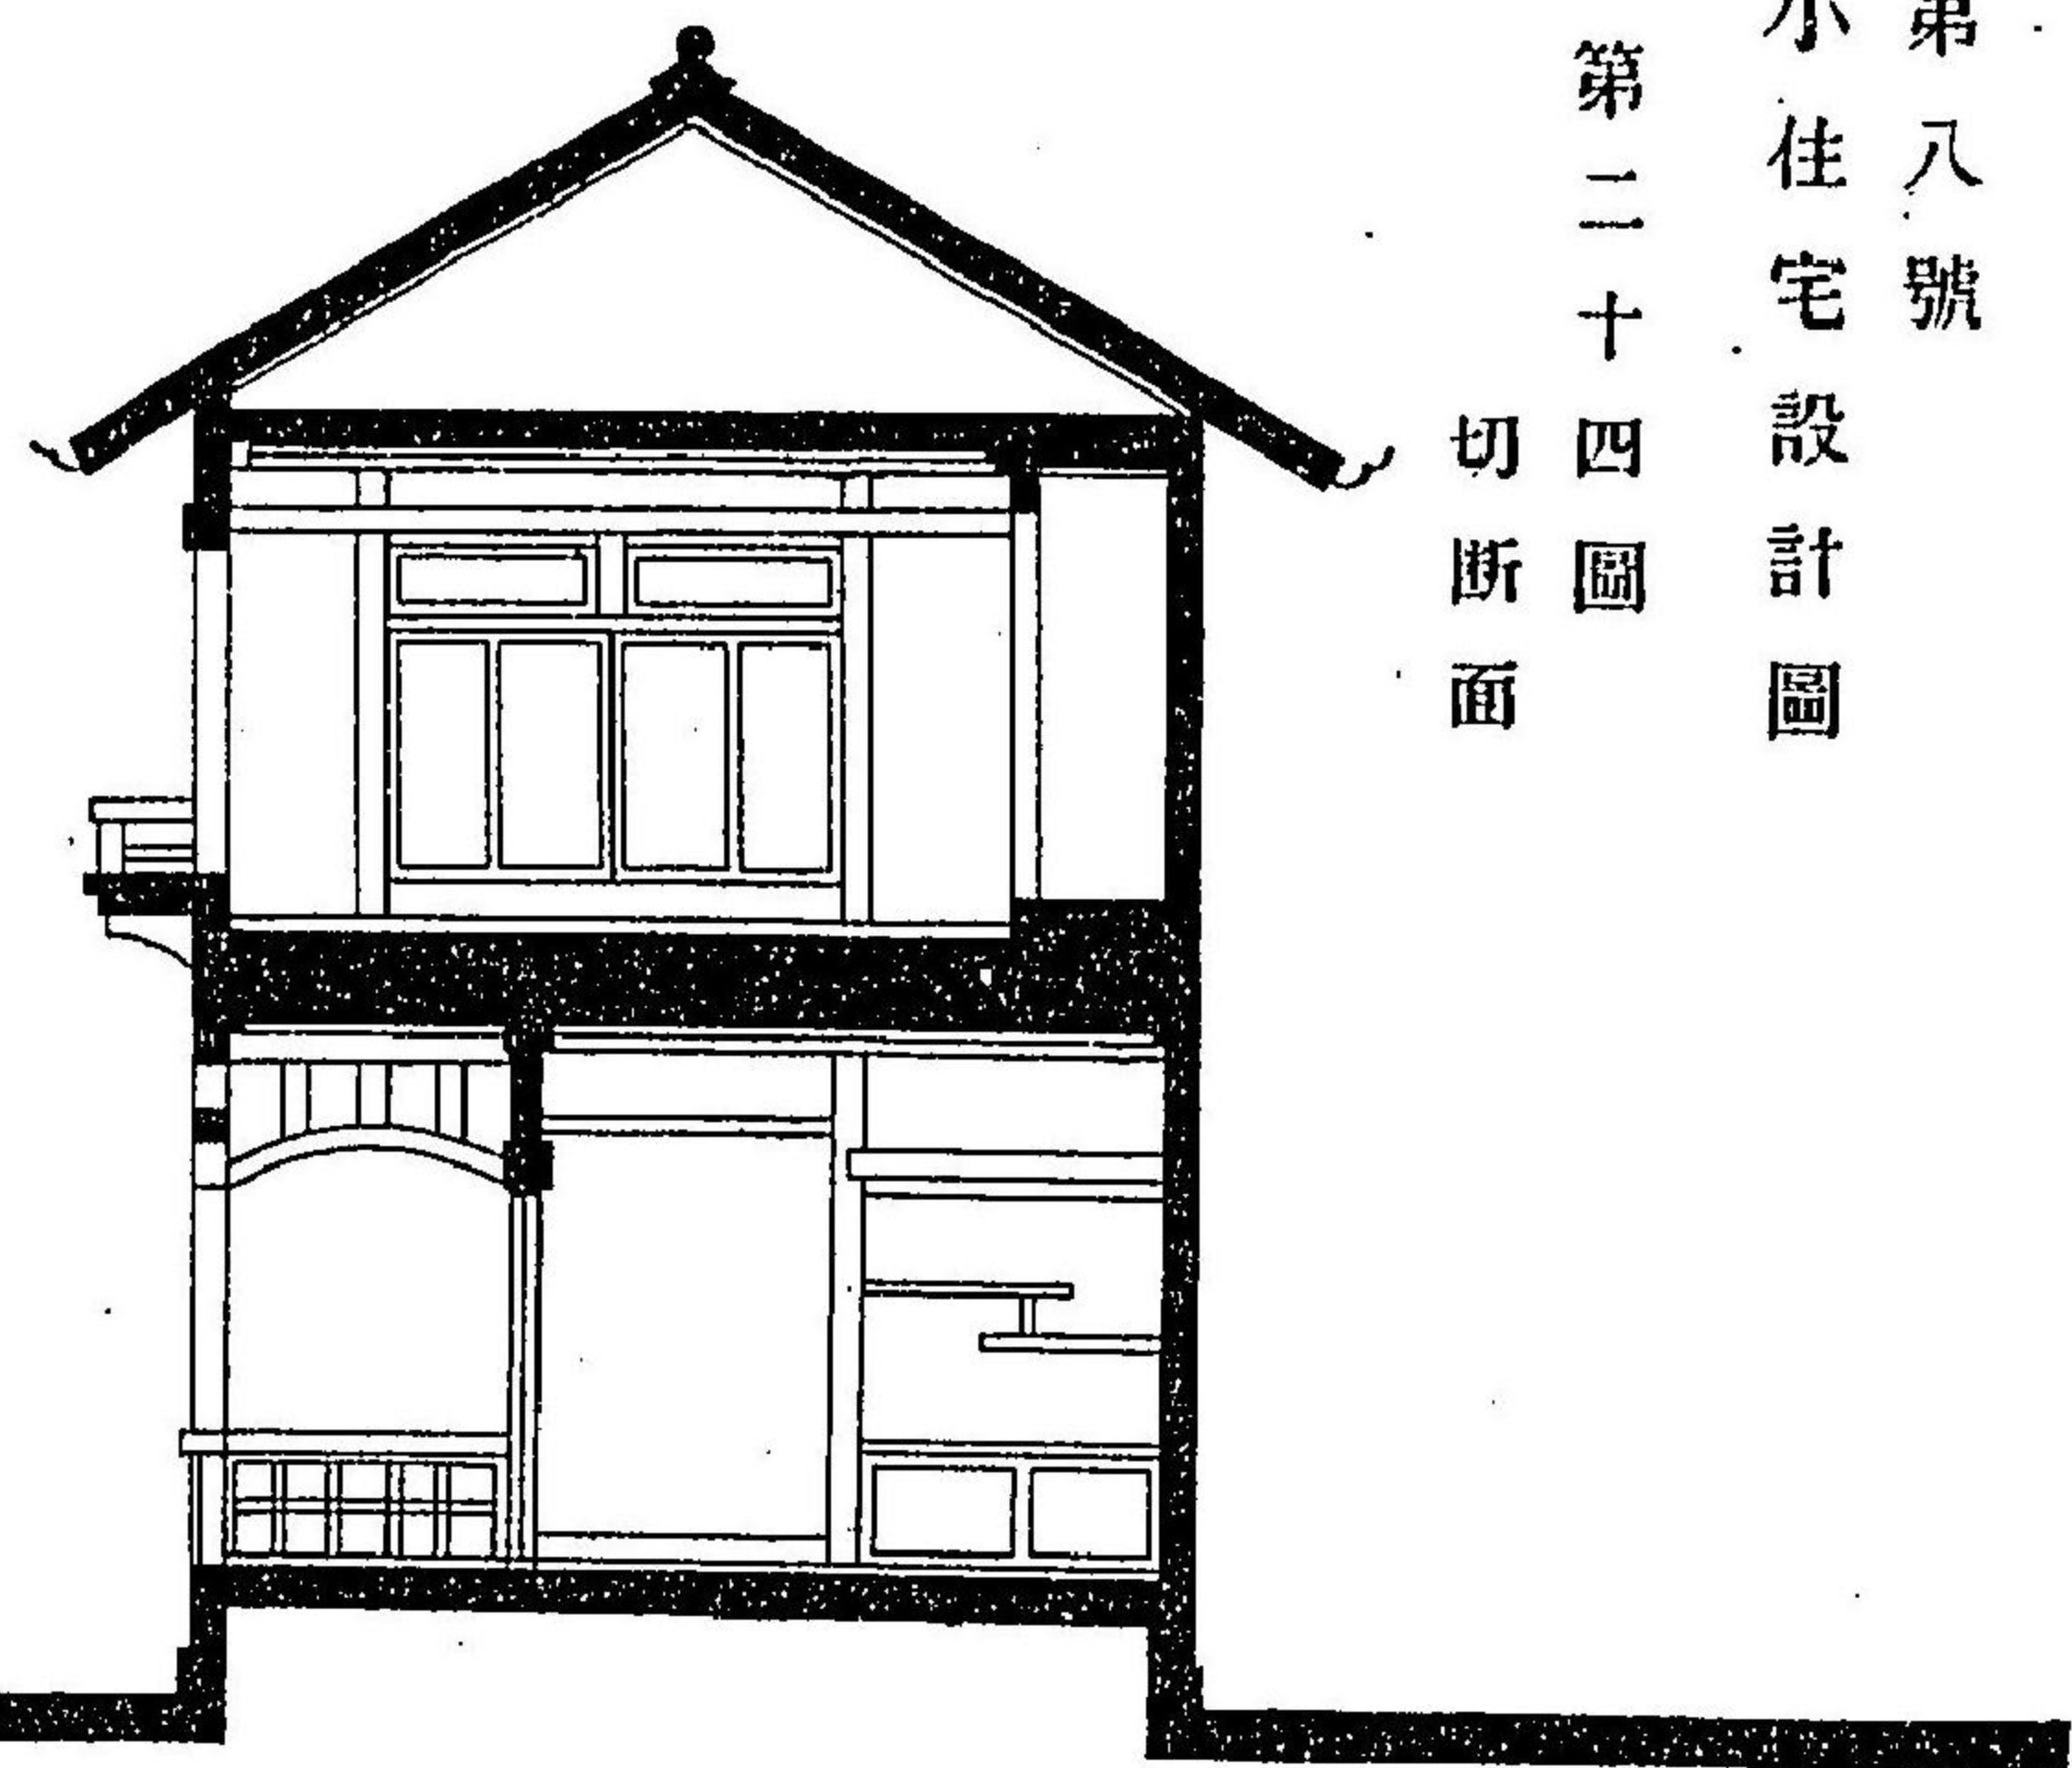 第八號
小住宅設計圖
第二十四圖
切断面